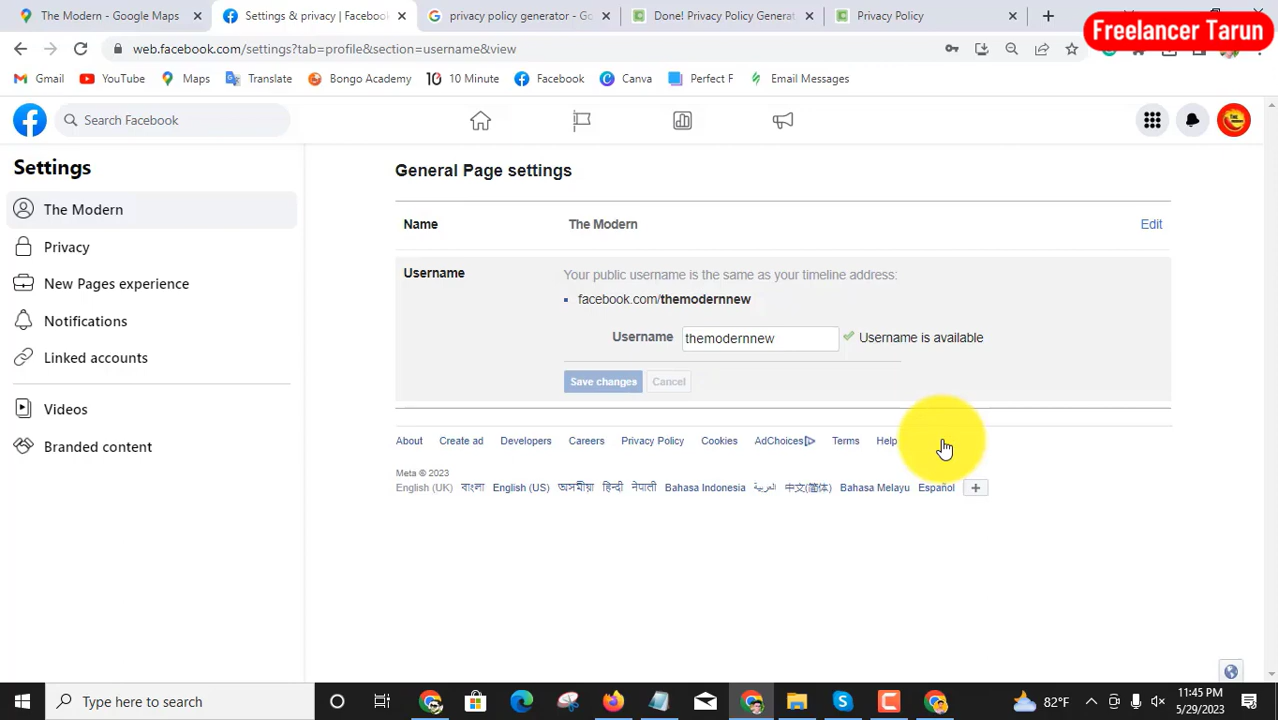 The Modern - Google Maps
Settings & privacy | Facebook
privacy policy generator - Go
Done! Privacy Policy Generat
Privacy Policy
Freelancer Tarun
web.facebook.com/settings?tab=profile&section=username&view
Gmail
YouTube
Maps
Translate
Bongo Academy
10 Minute
Facebook
Canva
Perfect F
Email Messages
Search Facebook
Settings
The Modern
Privacy
New Pages experience
Notifications
Linked accounts
Videos
Branded content
General Page settings
Name The Modern Edit
Username Your public username is the same as your timeline address:
facebook.com/themodernnew
Username themodernnew Username is available
Save changes Cancel
About Create ad Developers Careers Privacy Policy Cookies AdChoices Terms Help
Meta © 2023
English (UK) বাংলা English (US) অসমীয়া हिन्दी नेपाली Bahasa Indonesia العربية 中文(简体) Bahasa Melayu Español +
Type here to search
82°F
11:45 PM
5/29/2023